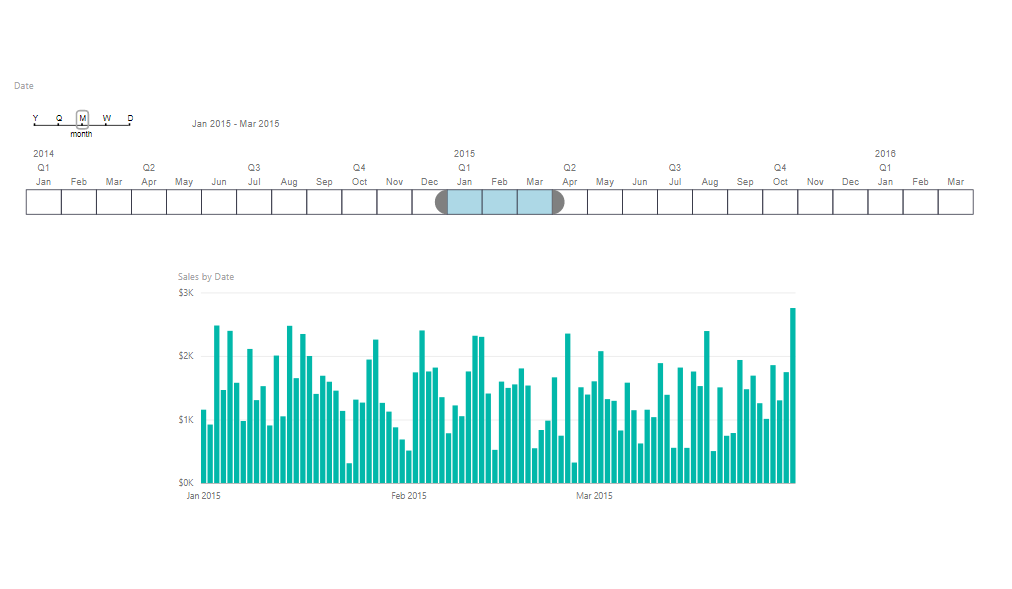 Date
Y Q M W D
month
Jan 2015 - Mar 2015
2014 2015 2016
Q1 Q2 Q3 Q4 Q1 Q2 Q3 Q4 Q1
Jan Feb Mar Apr May Jun Jul Aug Sep Oct Nov Dec Jan Feb Mar Apr May Jun Jul Aug Sep Oct Nov Dec Jan Feb Mar
Sales by Date
$3K
$2K
$1K
$0K
Jan 2015 Feb 2015 Mar 2015